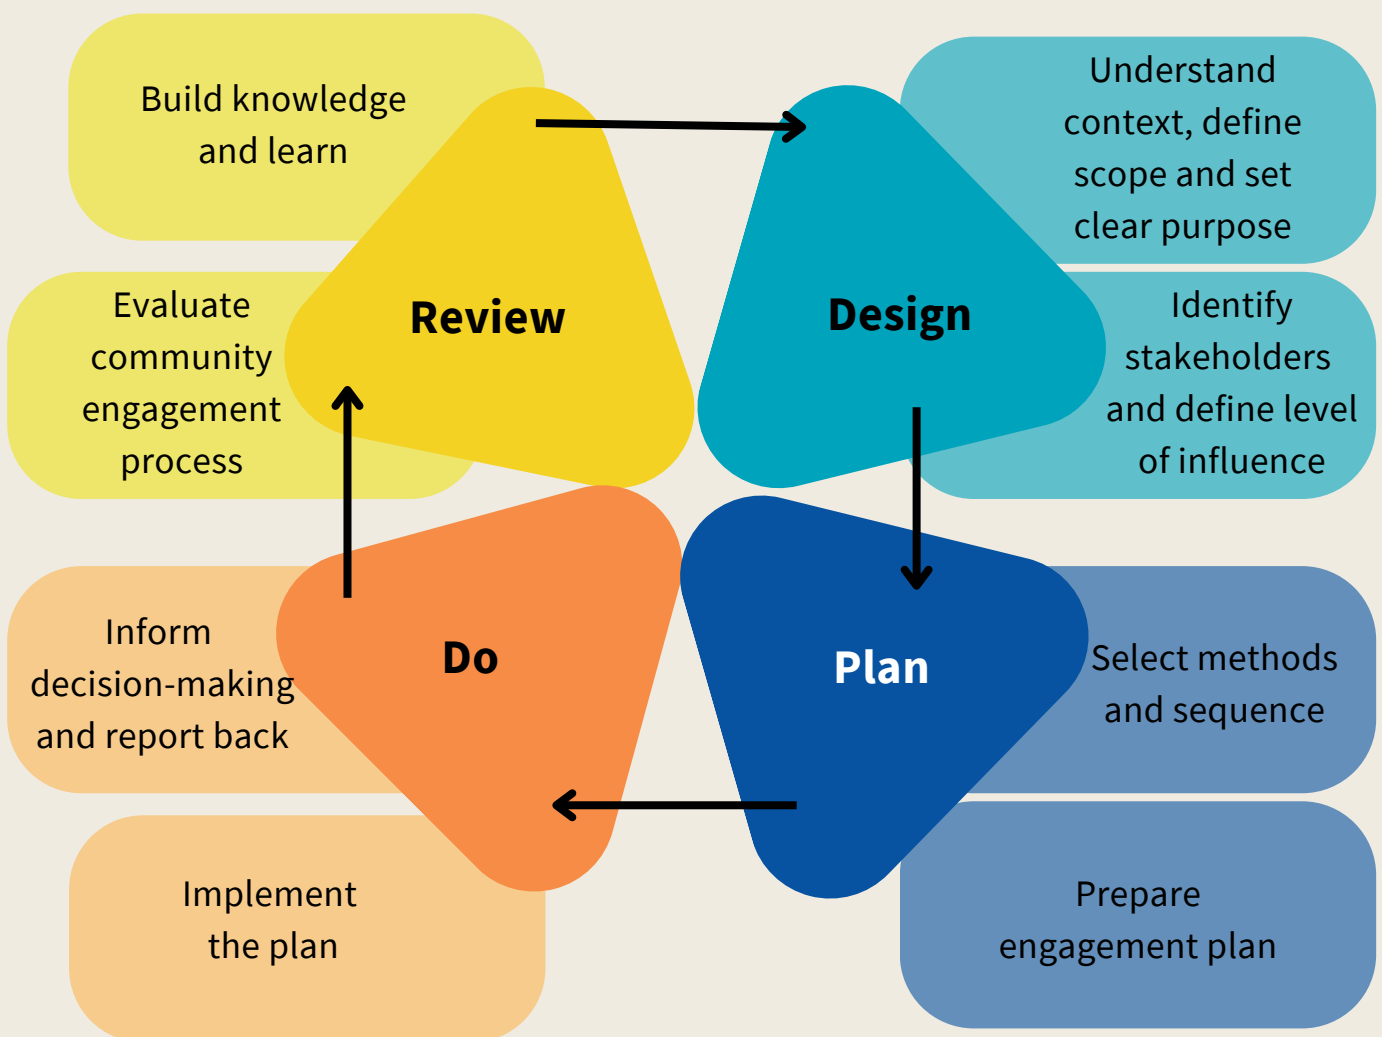 Build knowledge
and learn
Understand
context, define
scope and set
clear purpose
Review
Design
Evaluate
community
engagement
process
Identify
stakeholders
and define level
of influence
Do
Plan
Inform
decision-making
and report back
Select methods
and sequence
Implement
the plan
Prepare
engagement plan